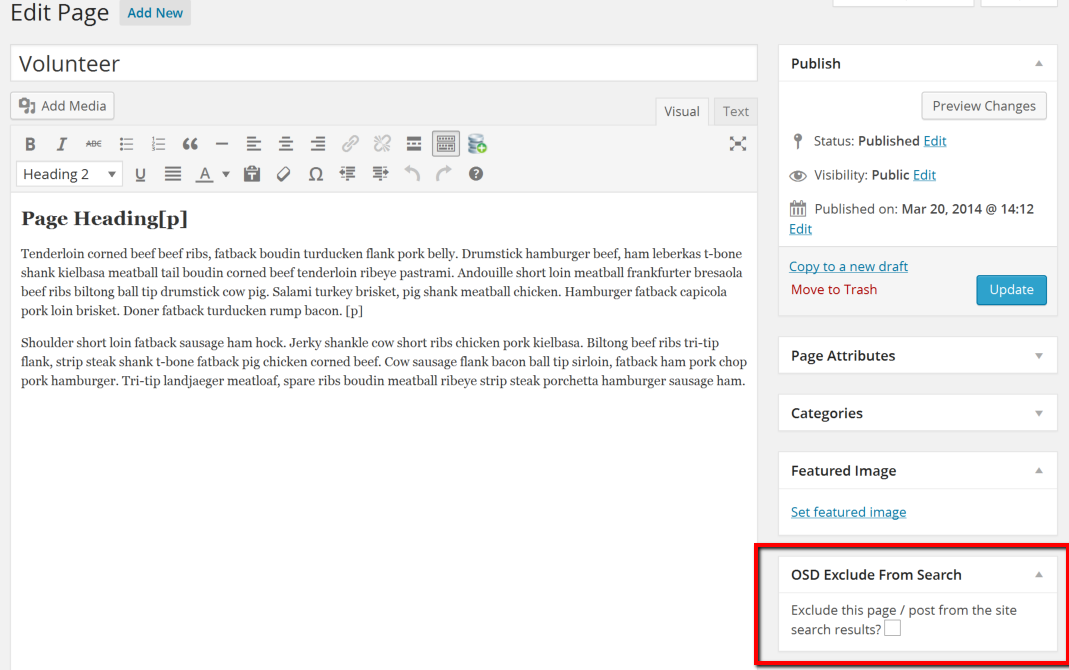 Edit Page Add New
Volunteer
Add Media
Visual Text
B I ABC
Heading 2 U A T Ω ?
Page Heading[p]
Tenderloin corned beef beef ribs, fatback boudin turducken flank pork belly. Drumstick hamburger beef, ham leberkas t-bone
shank kielbasa meatball tail boudin corned beef tenderloin ribeye pastrami. Andouille short loin meatball frankfurter bresaola
beef ribs biltong ball tip drumstick cow pig. Salami turkey brisket, pig shank meatball chicken. Hamburger fatback capicola
pork loin brisket. Doner fatback turducken rump bacon. [p]
Shoulder short loin fatback sausage ham hock. Jerky shankle cow short ribs chicken pork kielbasa. Biltong beef ribs tri-tip
flank, strip steak shank t-bone fatback pig chicken corned beef. Cow sausage flank bacon ball tip sirloin, fatback ham pork chop
pork hamburger. Tri-tip landjaeger meatloaf, spare ribs boudin meatball ribeye strip steak porchetta hamburger sausage ham.
Publish
Preview Changes
Status: Published Edit
Visibility: Public Edit
Published on: Mar 20, 2014 @ 14:12
Edit
Copy to a new draft
Move to Trash
Update
Page Attributes
Categories
Featured Image
Set featured image
OSD Exclude From Search
Exclude this page / post from the site
search results?